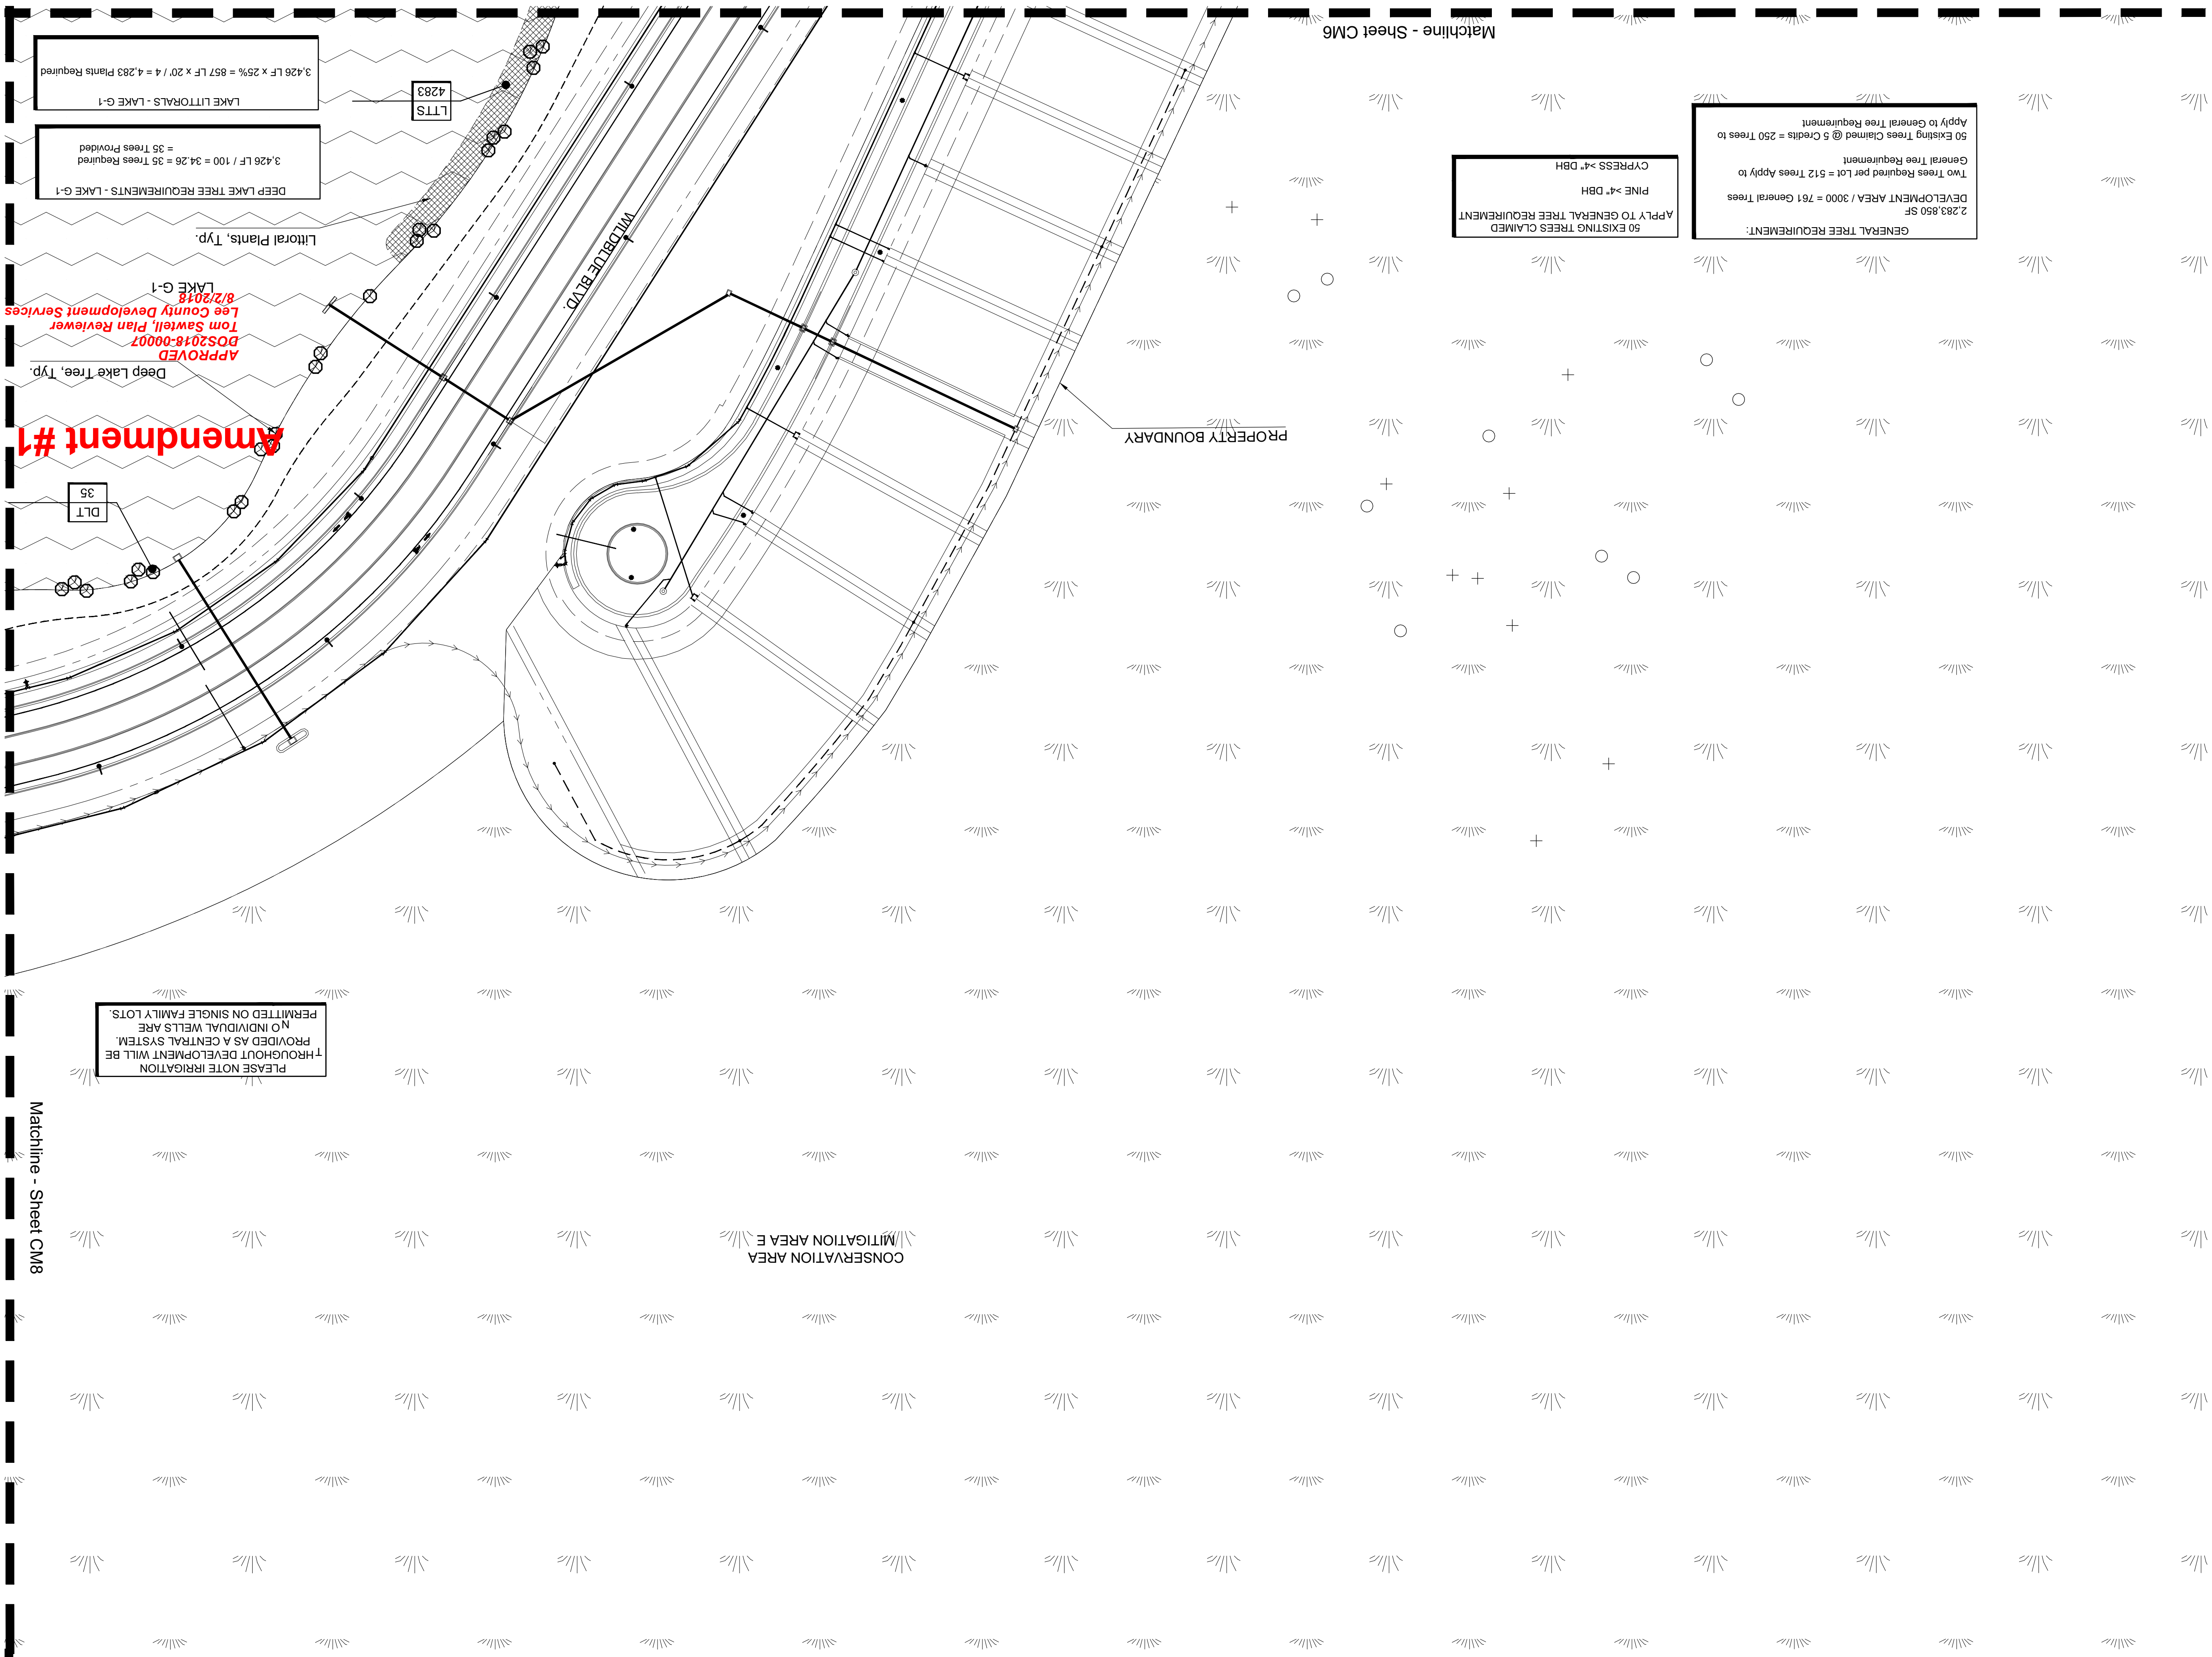 PLEASE NOTE IRRIGATION
THROUGHOUT DEVELOPMENT WILL BE
PROVIDED AS A CENTRAL SYSTEM.
NO INDIVIDUAL WELLS ARE
PERMITTED ON SINGLE FAMILY LOTS.
CONSERVATION AREA
MITIGATION AREA E
Matchline - Sheet CM8
GENERAL TREE REQUIREMENT:
2,283,850 SF
DEVELOPMENT AREA / 3000 = 761 General Trees
Two Trees Required per Lot = 512 Trees Apply to
General Tree Requirement
50 Existing Trees Claimed @ 5 Credits = 250 Trees to
Apply to General Tree Requirement
50 EXISTING TREES CLAIMED
APPLY TO GENERAL TREE REQUIREMENT
PINE >4" DBH
CYPRESS >4" DBH
Matchline - Sheet CM6
PROPERTY BOUNDARY
WILDBLUE BLVD.
DLT
35
Amendment #1
Deep Lake Tree, Typ.
APPROVED
DOS2018-00007
Tom Sawtell, Plan Reviewer
Lee County Development Services
8/2/2018
LAKE G-1
Littoral Plants, Typ.
DEEP LAKE TREE REQUIREMENTS - LAKE G-1
3,426 LF / 100 = 34.26 = 35 Trees Required
= 35 Trees Provided
LTTS
4283
LAKE LITTORALS - LAKE G-1
3,426 LF x 25% = 857 LF x 20' / 4 = 4,283 Plants Required